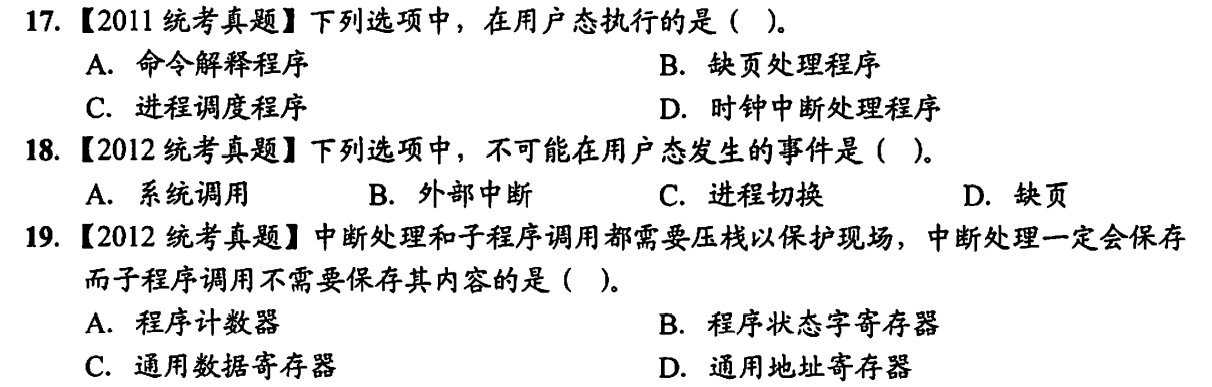 17. 【2011 统考真题】下列选项中，在用户态执行的是（ ）。
A. 命令解释程序 B. 缺页处理程序
C. 进程调度程序 D. 时钟中断处理程序
18. 【2012 统考真题】下列选项中，不可能在用户态发生的事件是（ ）。
A. 系统调用 B. 外部中断 C. 进程切换 D. 缺页
19. 【2012 统考真题】中断处理和子程序调用都需要压栈以保护现场，中断处理一定会保存
而子程序调用不需要保存其内容的是（ ）。
A. 程序计数器 B. 程序状态字寄存器
C. 通用数据寄存器 D. 通用地址寄存器